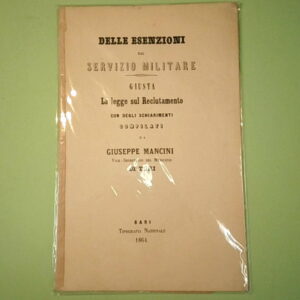 DELLE ESENZIONI
DAL
SERVIZIO MILITARE
GIUSTA
La legge sul Reclutamento
CON DEGLI SCHIARIMENTI
COMPILATI
DA
GIUSEPPE MANCINI
BARI
Tipografia Nazionale
1864